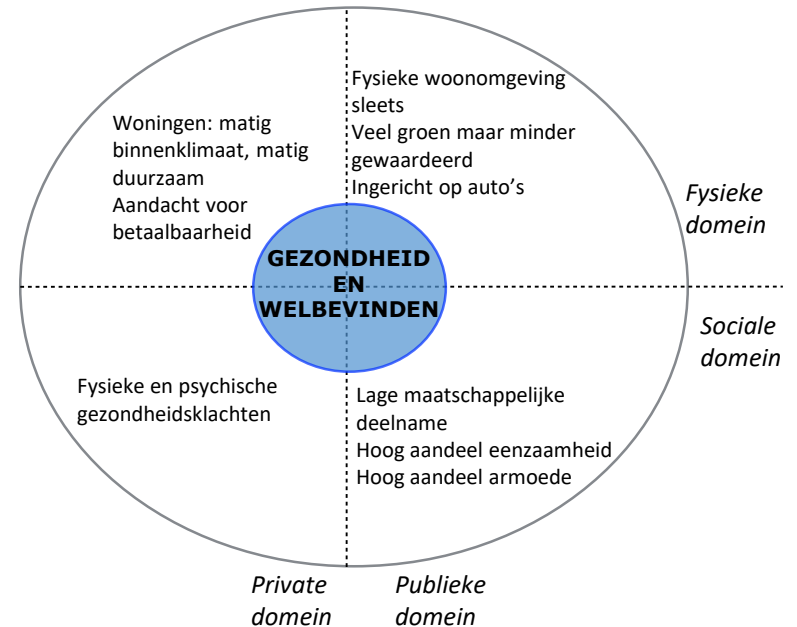 Fysieke woonomgeving
sleets
Veel groen maar minder
gewaardeerd
Ingericht op auto's
Woningen: matig
binnenklimaat, matig
duurzaam
Aandacht voor
betaalbaarheid
Fysieke
domein
GEZONDHEID
EN
WELBEVINDEN
Sociale
domein
Fysieke en psychische
gezondheidsklachten
Lage maatschappelijke
deelname
Hoog aandeel eenzaamheid
Hoog aandeel armoede
Private
domein
Publieke
domein